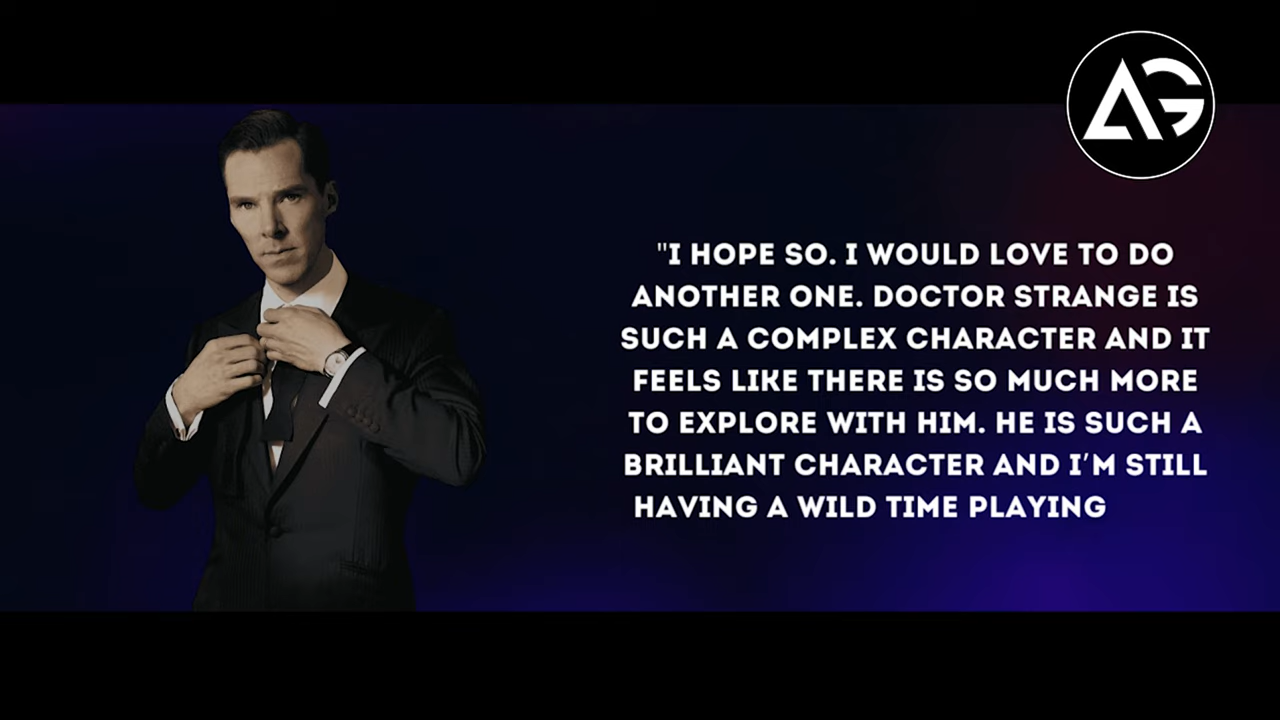 AG
"I HOPE SO. I WOULD LOVE TO DO
ANOTHER ONE. DOCTOR STRANGE IS
SUCH A COMPLEX CHARACTER AND IT
FEELS LIKE THERE IS SO MUCH MORE
TO EXPLORE WITH HIM. HE IS SUCH A
BRILLIANT CHARACTER AND I'M STILL
HAVING A WILD TIME PLAYING